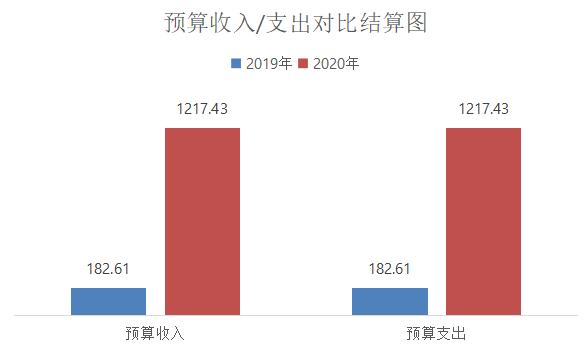 预算收入/支出对比结算图
2019年 2020年
1217.43 1217.43
182.61 182.61
预算收入 预算支出